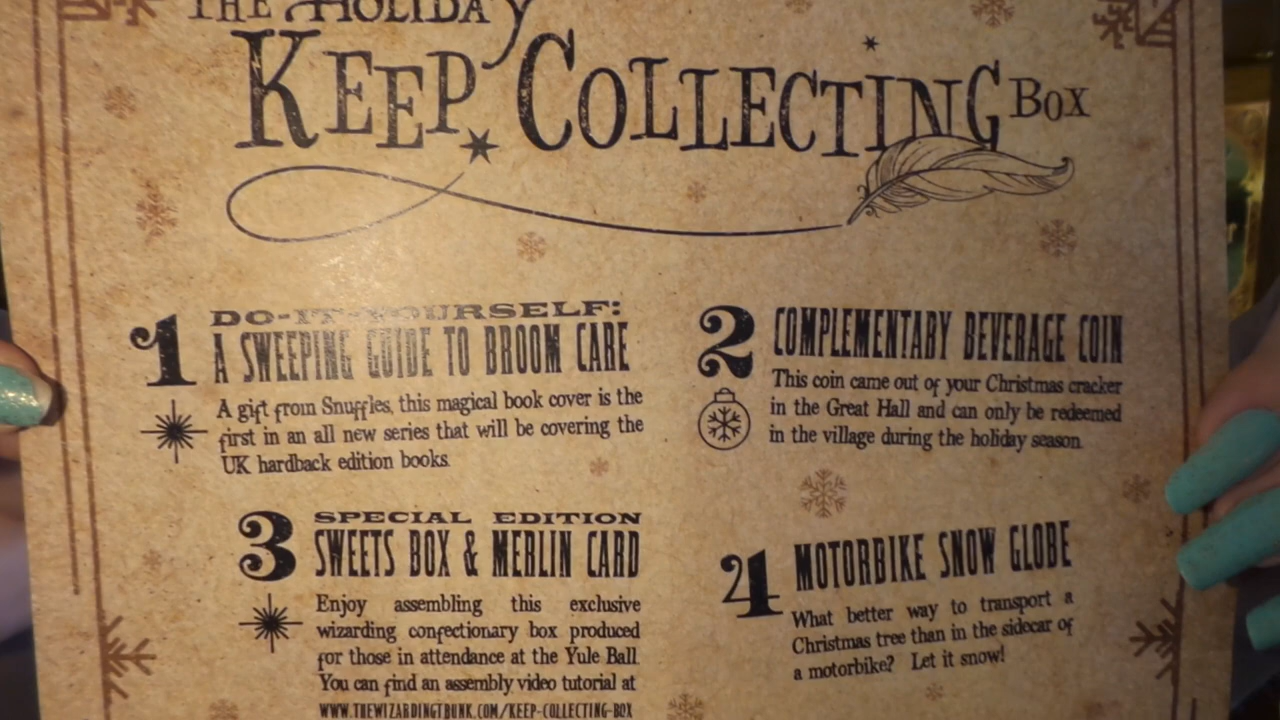 THE HOLIDAY
KEEP COLLECTING BOX
1 DO-IT-YOURSELF:
A SWEEPING GUIDE TO BROOM CARE
A gift from Snuffles, this magical book cover is the
first in an all new series that will be covering the
UK hardback edition books.
2 COMPLEMENTARY BEVERAGE COIN
This coin came out of your Christmas cracker
in the Great Hall and can only be redeemed
in the village during the holiday season.
3 SPECIAL EDITION
SWEETS BOX & MERLIN CARD
Enjoy assembling this exclusive
wizarding confectionary box produced
for those in attendance at the Yule Ball.
You can find an assembly video tutorial at
WWW.THEWIZARDINGTRUNK.COM/KEEP-COLLECTING-BOX
4 MOTORBIKE SNOW GLOBE
What better way to transport a
Christmas tree than in the sidecar of
a motorbike? Let it snow!